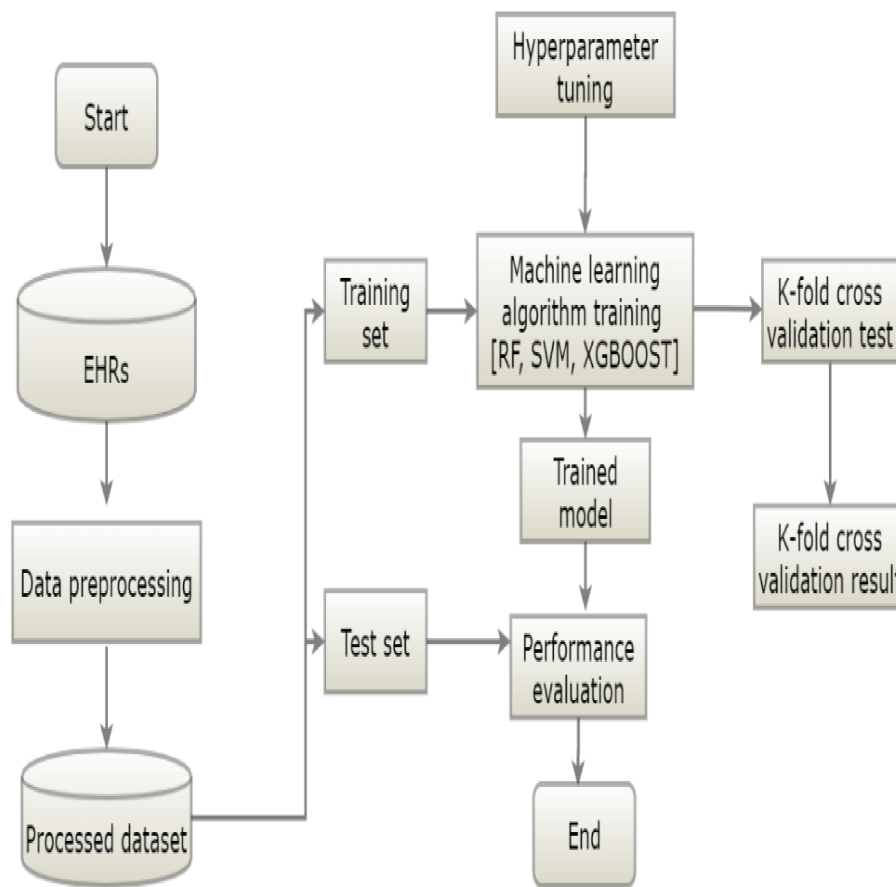 Start
EHRs
Data preprocessing
Processed dataset
Training
set
Test set
Hyperparameter
tuning
Machine learning
algorithm training
[RF, SVM, XGBOOST]
Trained
model
Performance
evaluation
End
K-fold cross
validation test
K-fold cross
validation result